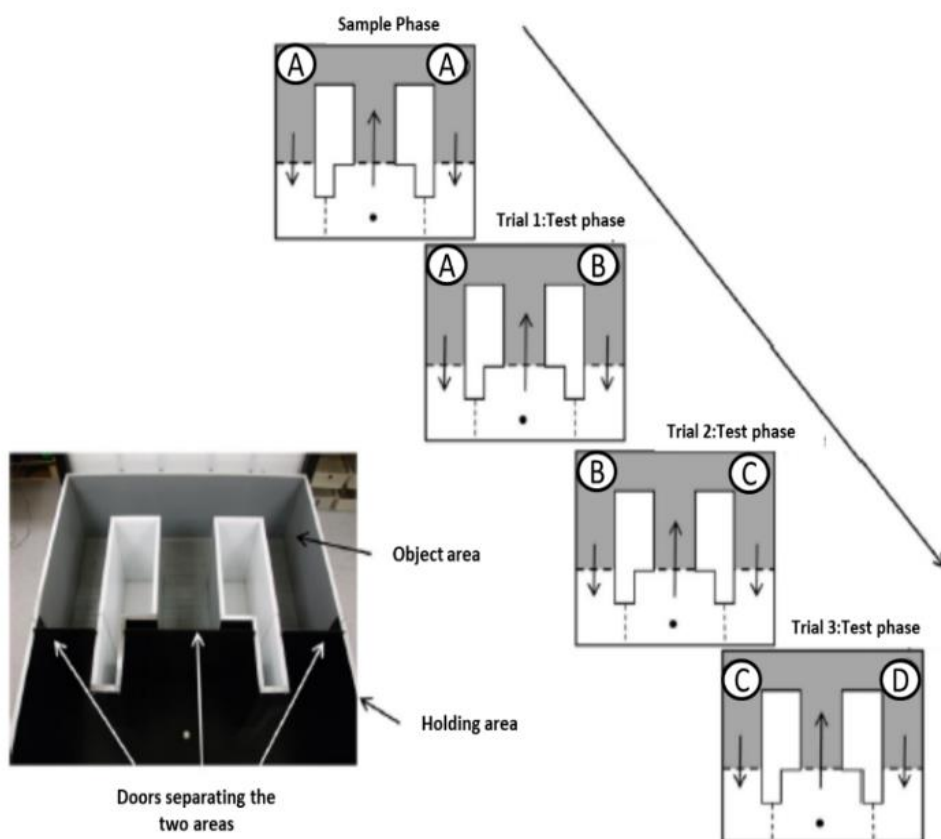 Sample Phase
A A
Trial 1:Test phase
A B
Trial 2:Test phase
B C
Object area
Trial 3:Test phase
C D
Holding area
Doors separating the
two areas